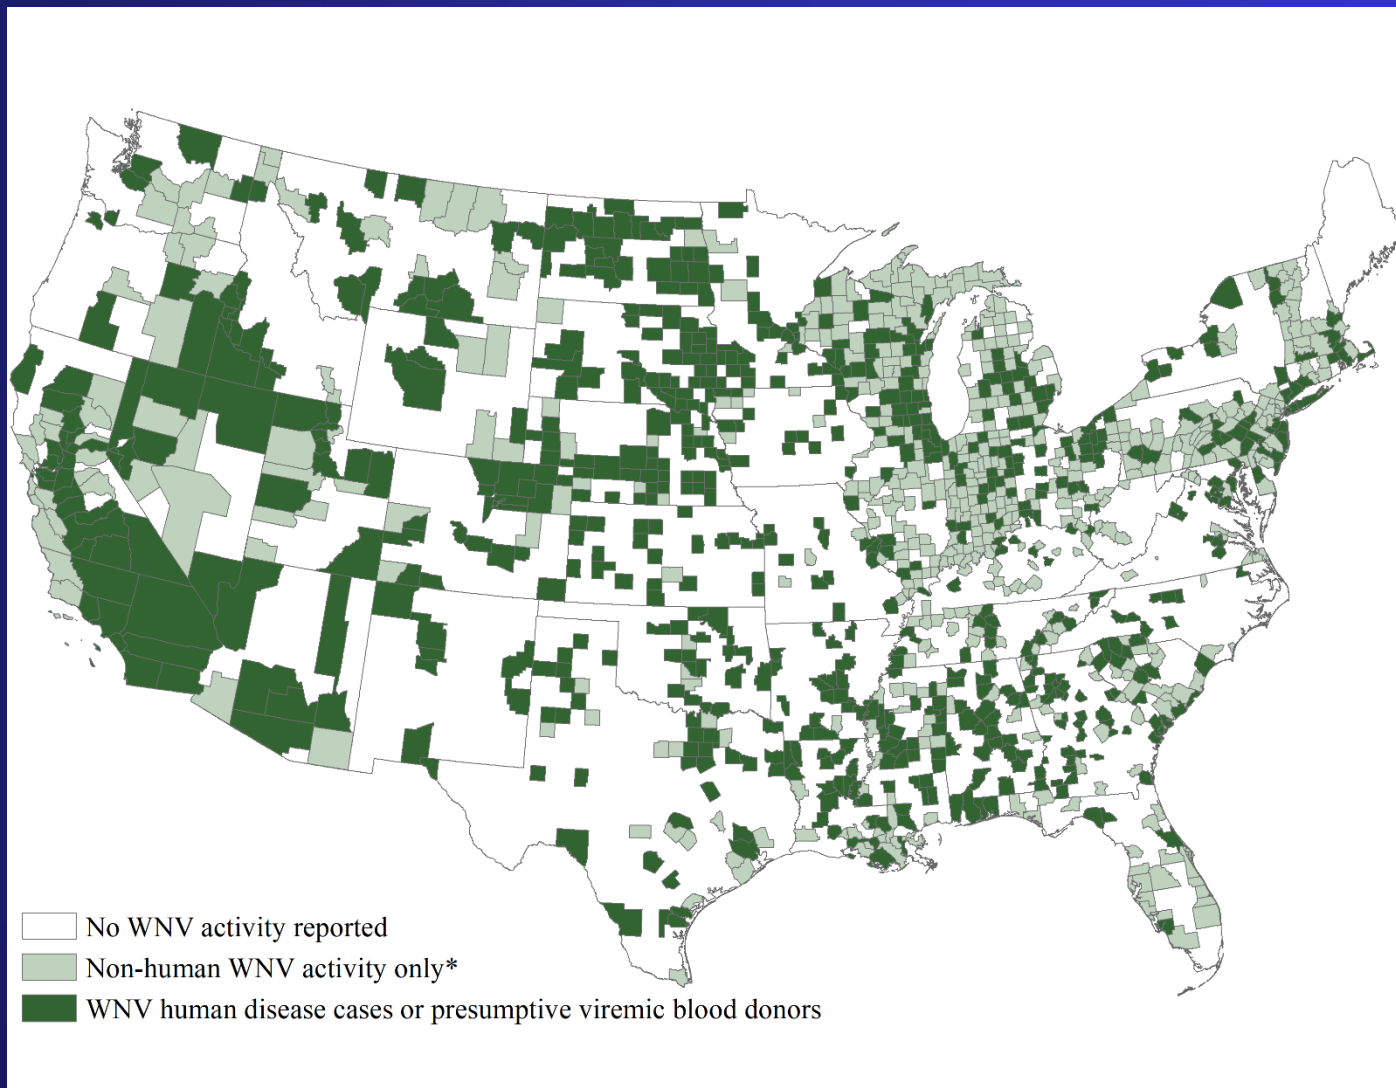 No WNV activity reported
Non-human WNV activity only*
WNV human disease cases or presumptive viremic blood donors